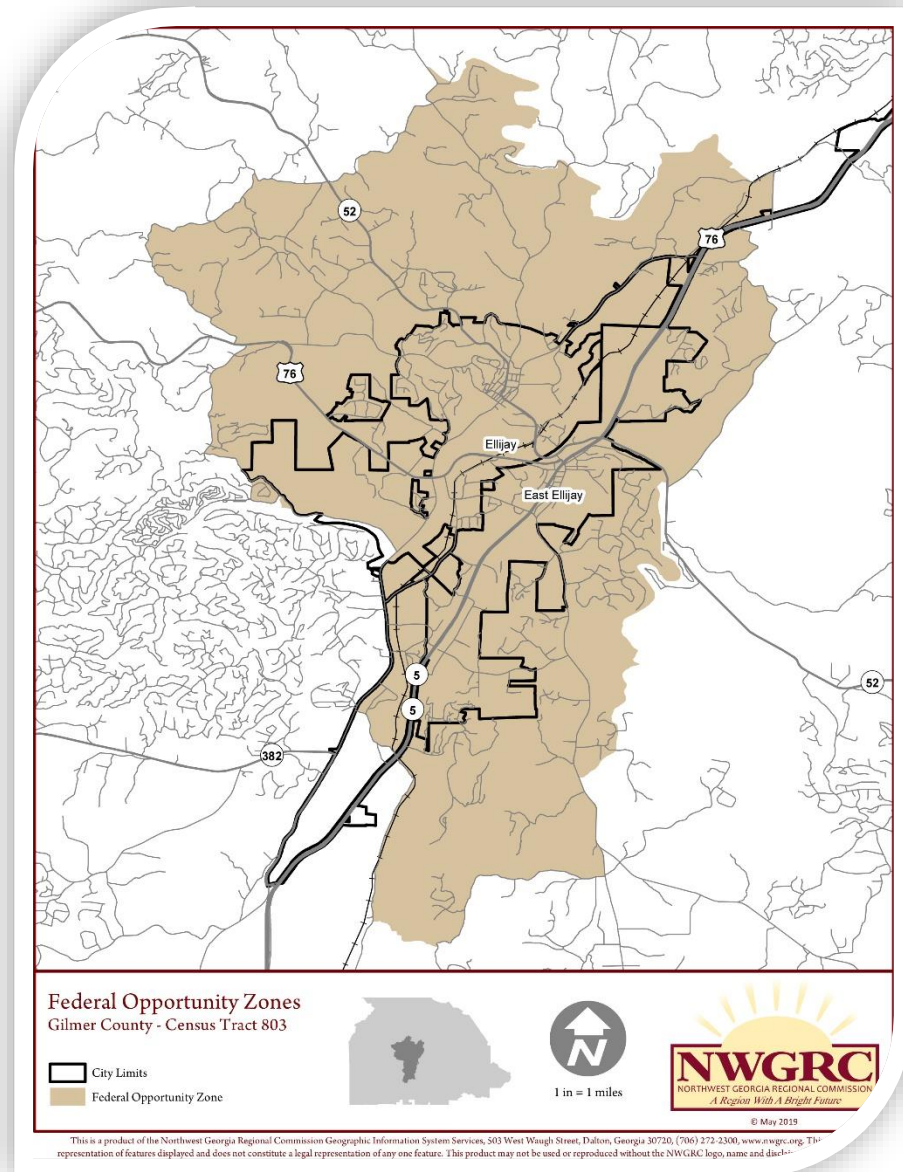 52
76
76
Ellijay
East Ellijay
5
5
52
382
Federal Opportunity Zones
Gilmer County - Census Tract 803
City Limits
Federal Opportunity Zone
N
1 in = 1 miles
NWGRC
NORTHWEST GEORGIA REGIONAL COMMISSION
A Region With A Bright Future
© May 2019
This is a product of the Northwest Georgia Regional Commission Geographic Information System Services, 503 West Waugh Street, Dalton, Georgia 30720, (706) 272-2300, www.nwgrc.org.
representation of features displayed and does not constitute a legal representation of any one feature. This product may not be used or reproduced without the NWGRC logo, name and